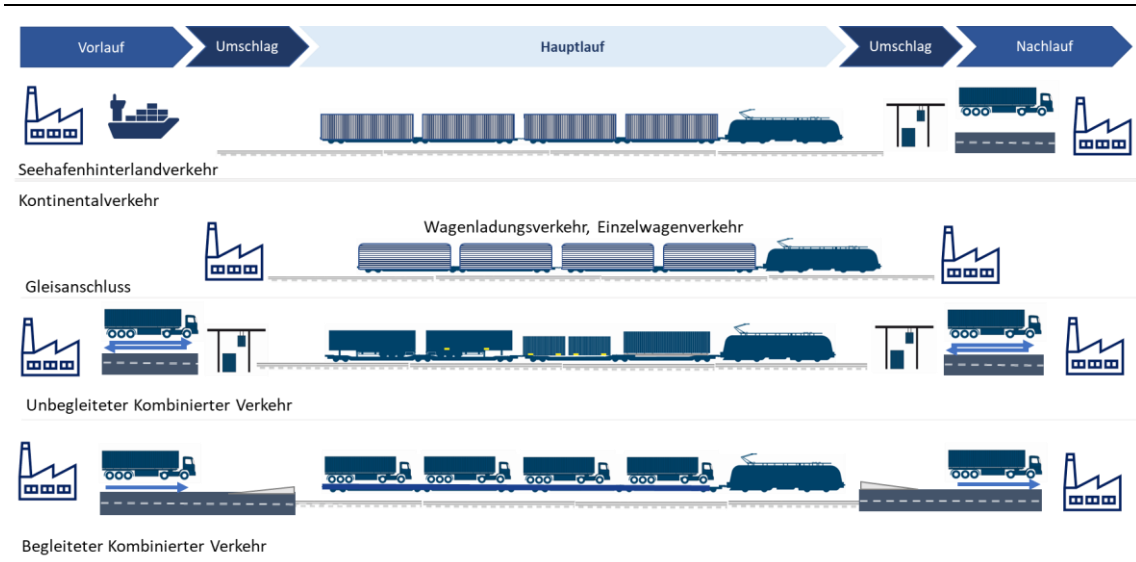 Vorlauf
Umschlag
Hauptlauf
Umschlag
Nachlauf
Seehafenhinterlandverkehr
Kontinentalverkehr
Wagenladungsverkehr, Einzelwagenverkehr
Gleisanschluss
Unbegleiteter Kombinierter Verkehr
Begleiteter Kombinierter Verkehr